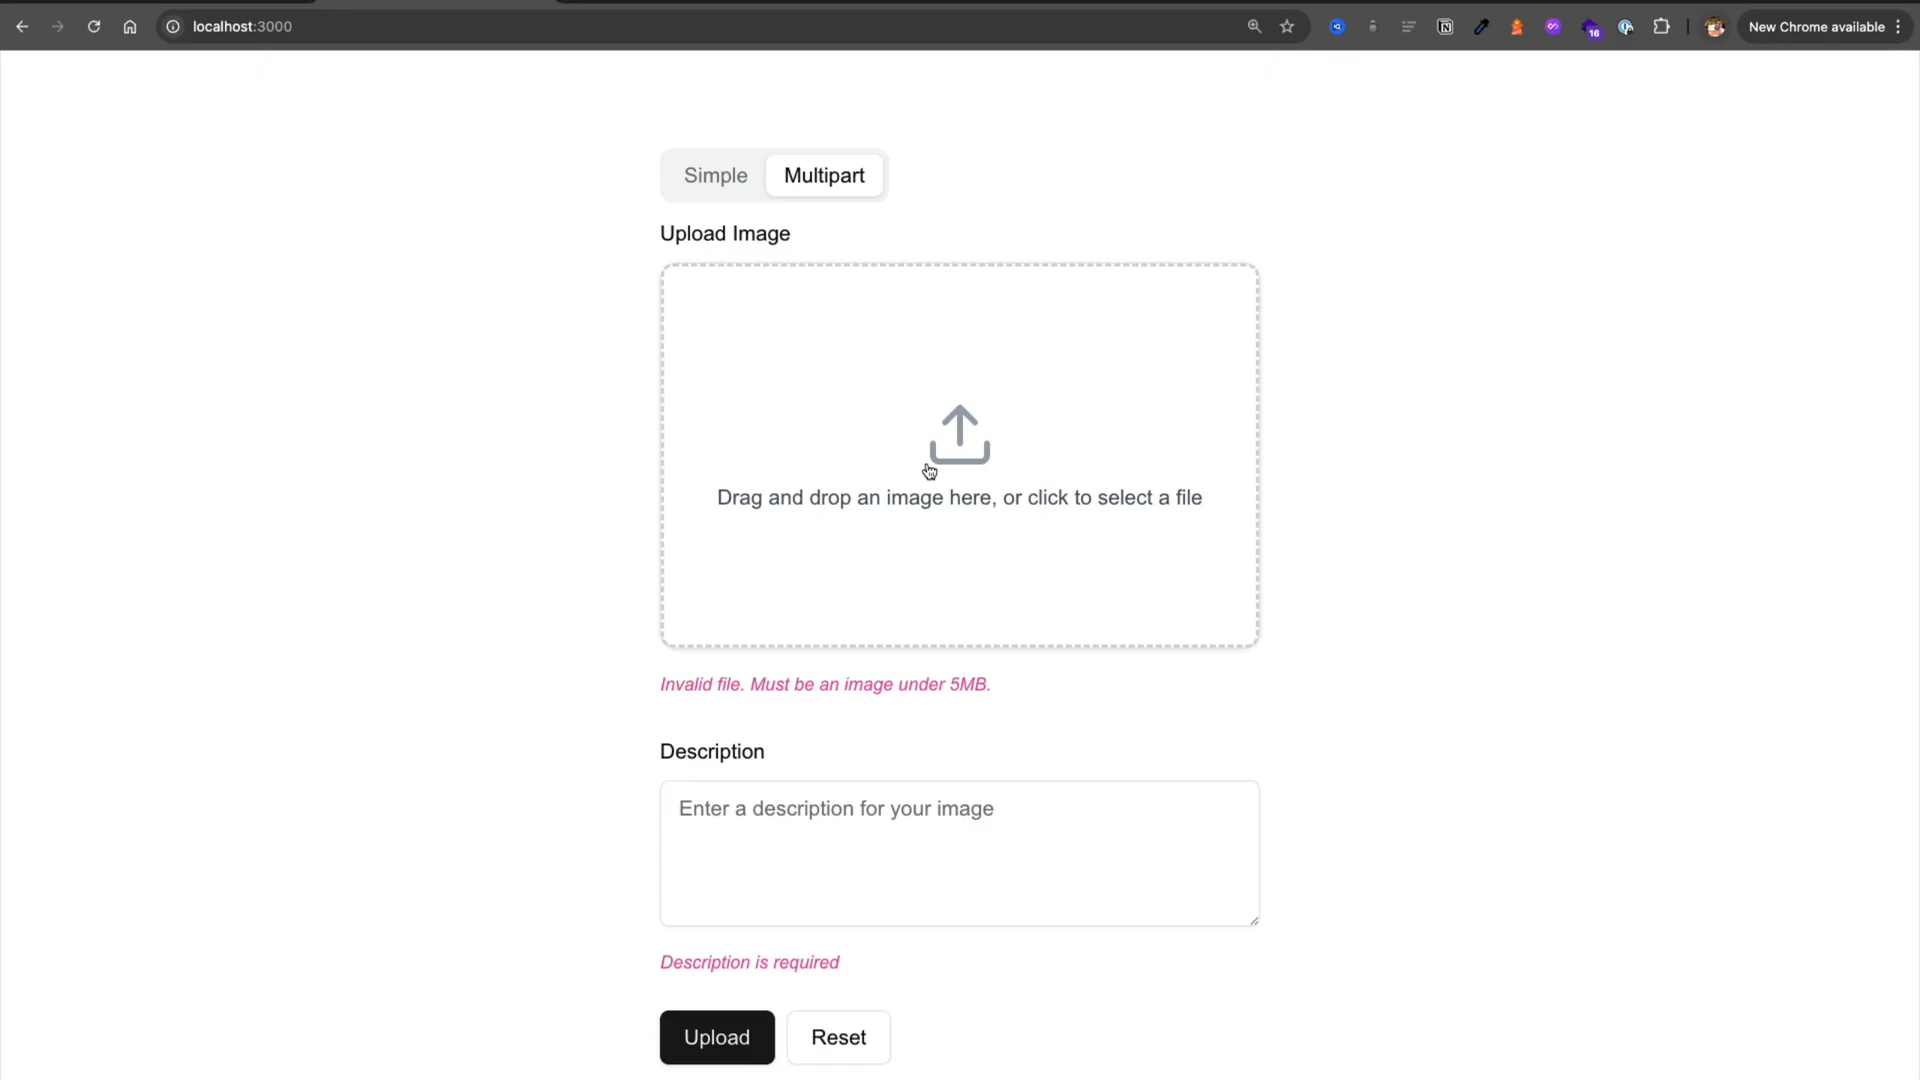 localhost:3000
16
New Chrome available
Simple
Multipart
Upload Image
Drag and drop an image here, or click to select a file
Invalid file. Must be an image under 5MB.
Description
Enter a description for your image
Description is required
Upload
Reset